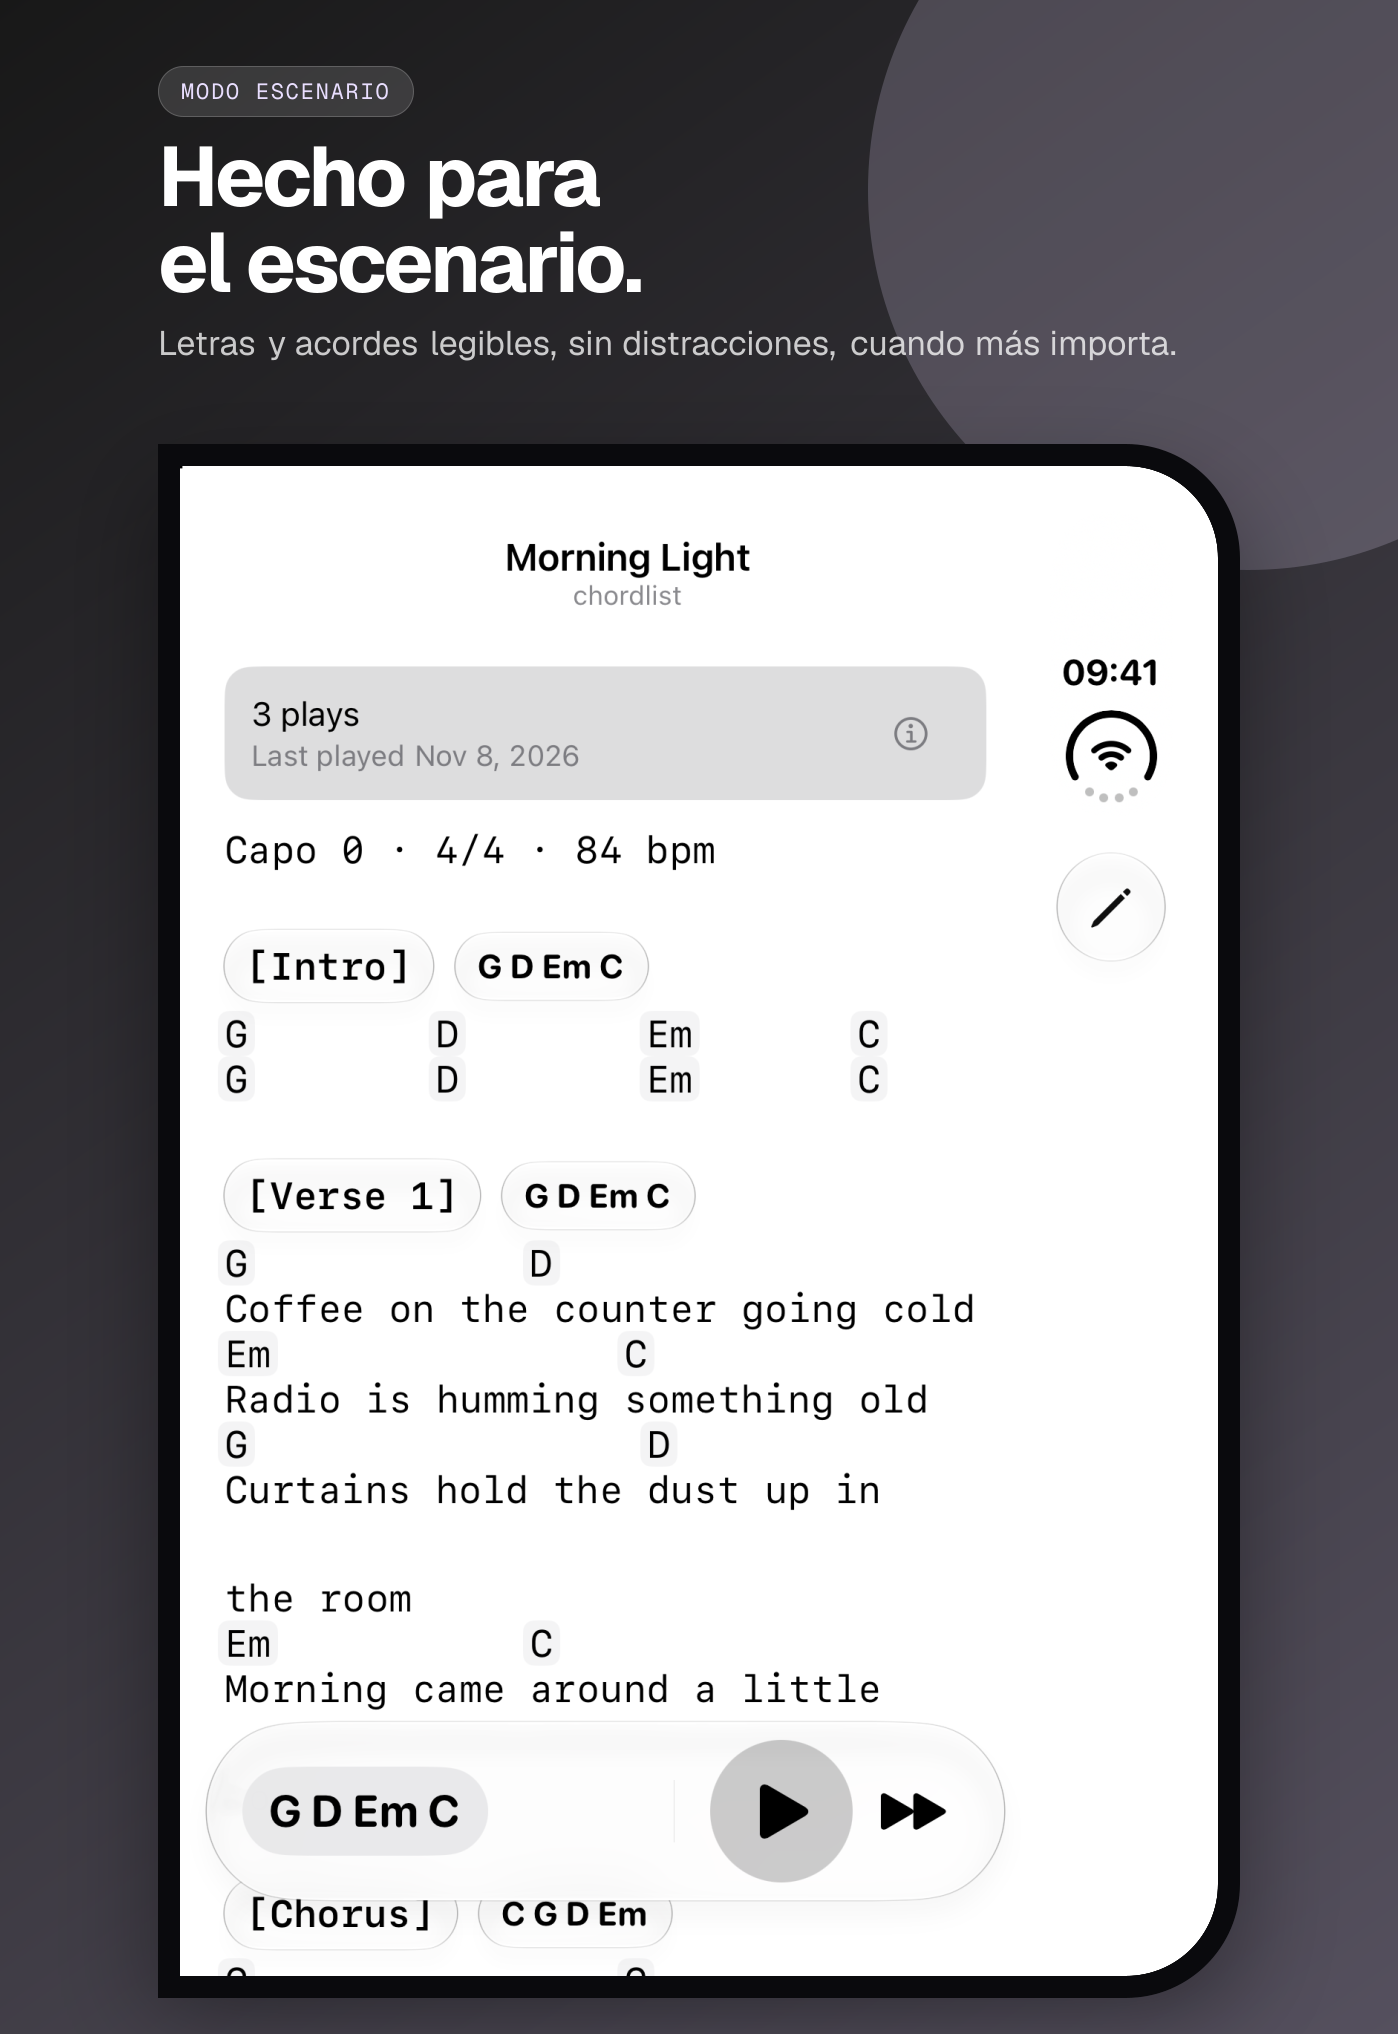 MODO ESCENARIO
Hecho para
el escenario.
Letras y acordes legibles, sin distracciones, cuando más importa.
Morning Light
chordlist
09:41
3 plays
Last played Nov 8, 2026
Capo 0 · 4/4 · 84 bpm
[Intro] G D Em C
G D Em C
G D Em C
[Verse 1] G D Em C
G D
Coffee on the counter going cold
Em C
Radio is humming something old
G D
Curtains hold the dust up in
the room
Em C
Morning came around a little
G D Em C
[Chorus] C G D Em